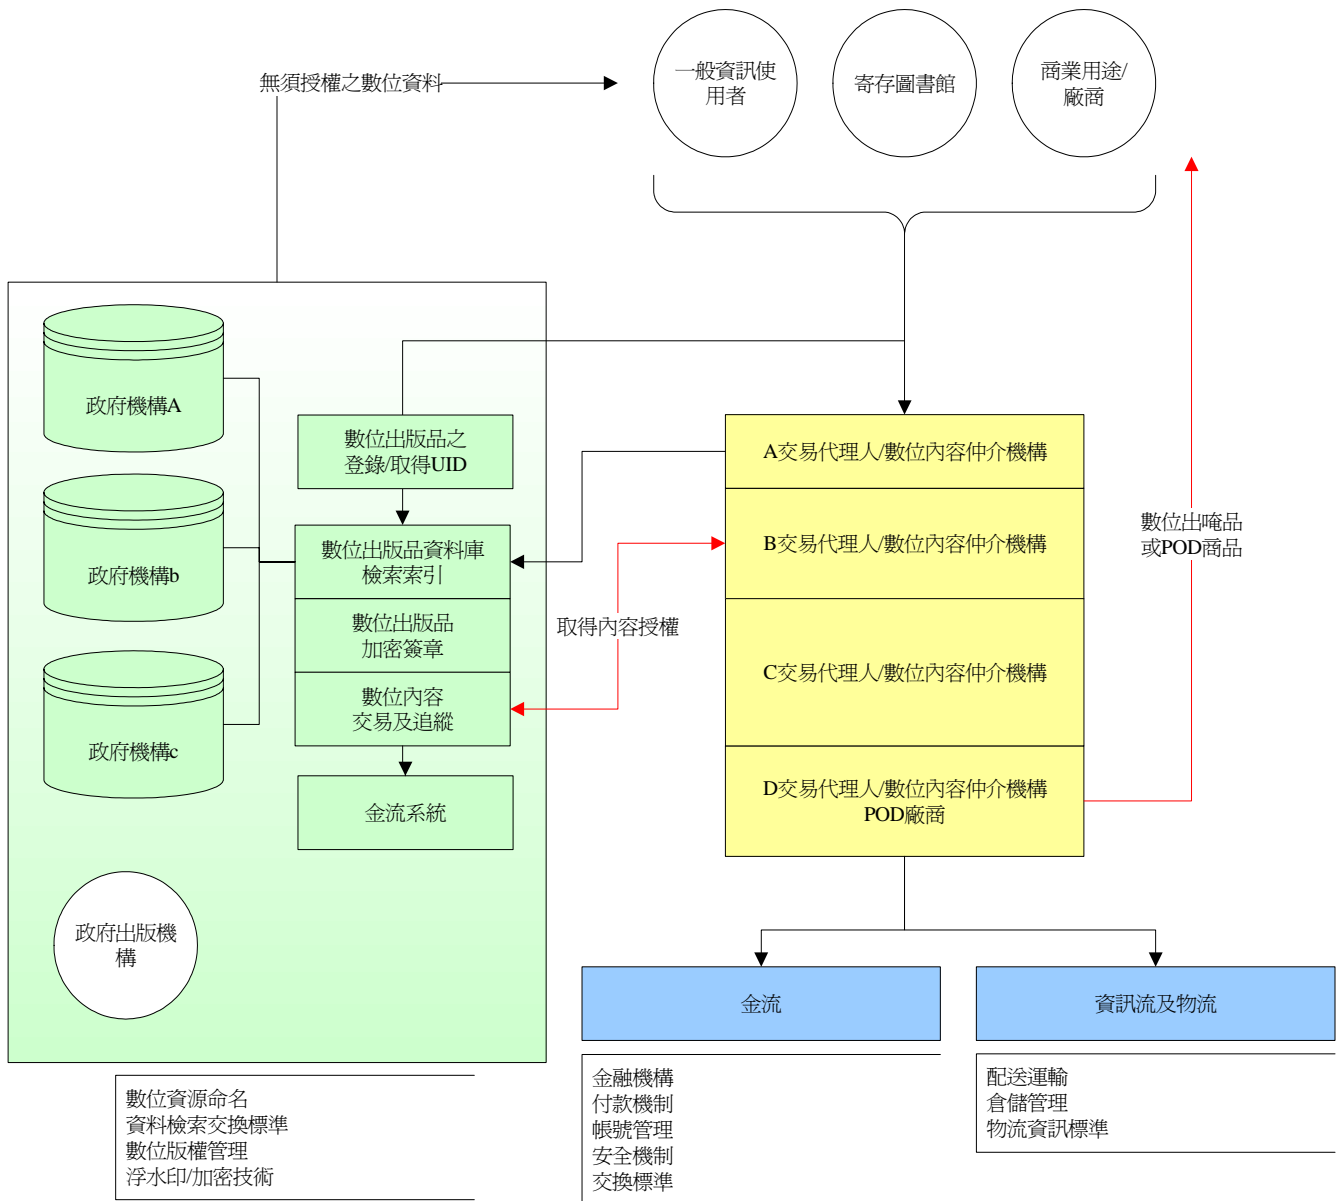 無須授權之數位資料
一般資訊使
用者
寄存圖書館
商業用途/
廠商
政府機構A
政府機構b
政府機構c
政府出版機
構
數位出版品之
登錄/取得UID
數位出版品資料庫
檢索索引
數位出版品
加密簽章
數位內容
交易及追縱
金流系統
取得內容授權
A交易代理人/數位內容仲介機構
B交易代理人/數位內容仲介機構
C交易代理人/數位內容仲介機構
D交易代理人/數位內容仲介機構
POD廠商
數位出唵品
或POD商品
金流
資訊流及物流
數位資源命名
資料檢索交換標準
數位版權管理
浮水印/加密技術
金融機構
付款機制
帳號管理
安全機制
交換標準
配送運輸
倉儲管理
物流資訊標準